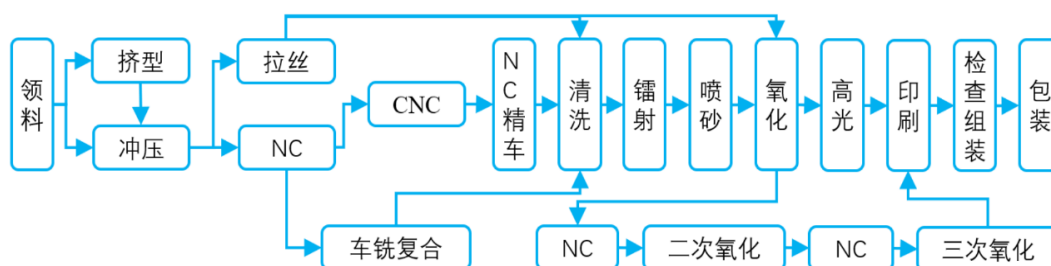 领料
挤型
冲压
拉丝
NC
CNC
NC精车
清洗
镭射
喷砂
氧化
高光
印刷
检查组装
包装
车铣复合
NC
二次氧化
NC
三次氧化